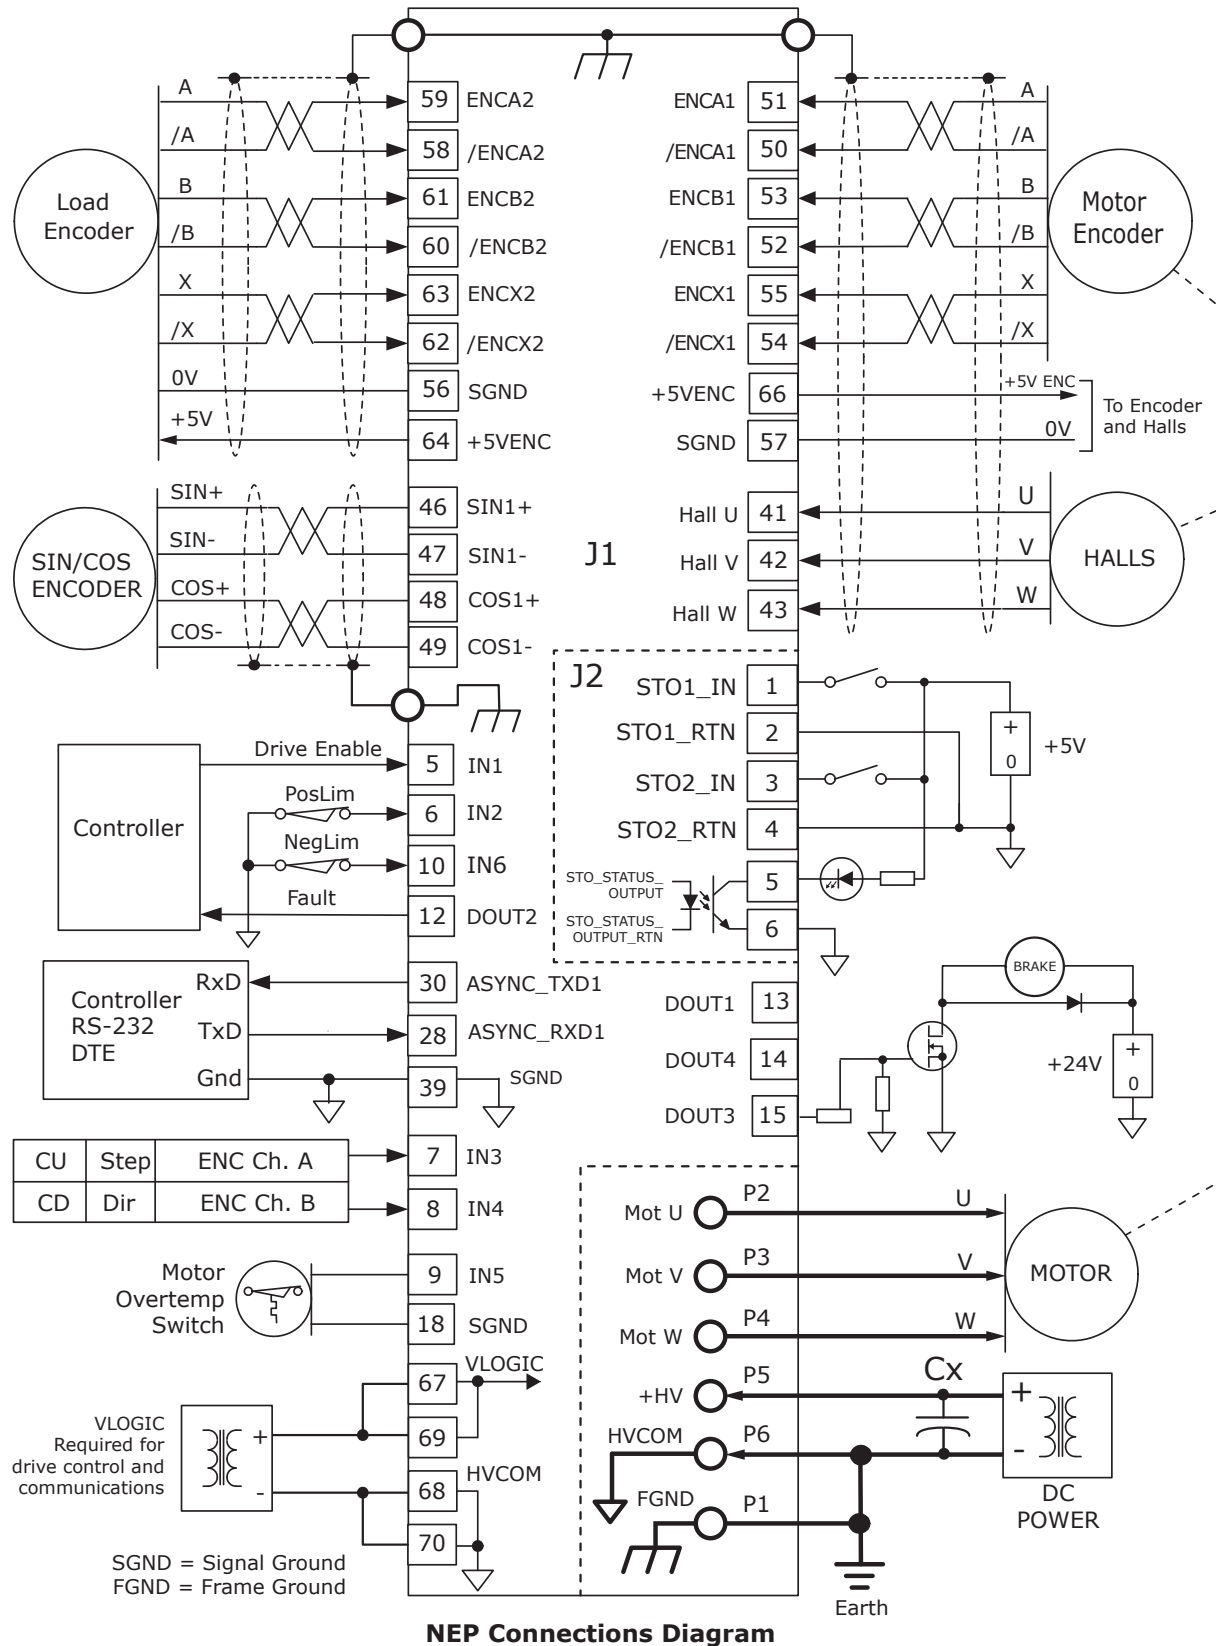 A
59
ENCA2
/A
58
/ENCA2
B
61
ENCB2
/B
60
/ENCB2
X
63
ENCX2
/X
62
/ENCX2
0V
56
SGND
+5V
64
+5VENC
Load
Encoder
ENCA1
51
A
/ENCA1
50
/A
ENCB1
53
B
/ENCB1
52
/B
ENCX1
55
X
/ENCX1
54
/X
Motor
Encoder
+5VENC
66
+5V ENC
SGND
57
0V
To Encoder
and Halls
SIN/COS
ENCODER
SIN+
46
SIN1+
SIN-
47
SIN1-
COS+
48
COS1+
COS-
49
COS1-
J1
Hall U
41
U
Hall V
42
V
Hall W
43
W
HALLS
J2
STO1_IN
1
STO1_RTN
2
STO2_IN
3
STO2_RTN
4
+
0
+5V
STO_STATUS_
OUTPUT
5
STO_STATUS_
OUTPUT_RTN
6
Controller
Drive Enable
5
IN1
PosLim
6
IN2
NegLim
10
IN6
Fault
12
DOUT2
Controller
RS-232
DTE
RxD
30
ASYNC_TXD1
TxD
28
ASYNC_RXD1
Gnd
39
SGND
DOUT1
13
DOUT4
14
DOUT3
15
BRAKE
+24V
+
0
CU
Step
ENC Ch. A
7
IN3
CD
Dir
ENC Ch. B
8
IN4
Motor
Overtemp
Switch
9
IN5
18
SGND
VLOGIC
Required for
drive control and
communications
+
-
67
VLOGIC
69
68
HVCOM
70
Mot U
P2
U
Mot V
P3
V
Mot W
P4
W
MOTOR
+HV
P5
Cx
+
HVCOM
P6
-
DC
POWER
FGND
P1
Earth
SGND = Signal Ground
FGND = Frame Ground
NEP Connections Diagram